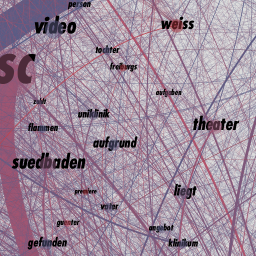 person
video
weiss
sc
tochter
freiburgs
aufgaben
zuhlt
uniklinik
flammen
theater
aufgrund
suedbaden
premiere
liegt
vater
guenter
angebot
gefunden
klinikum